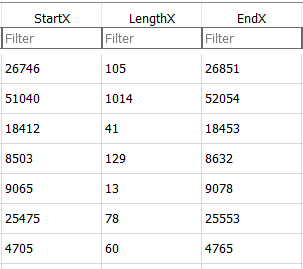 StartX LengthX EndX
Filter Filter Filter
26746 105 26851
51040 1014 52054
18412 41 18453
8503 129 8632
9065 13 9078
25475 78 25553
4705 60 4765